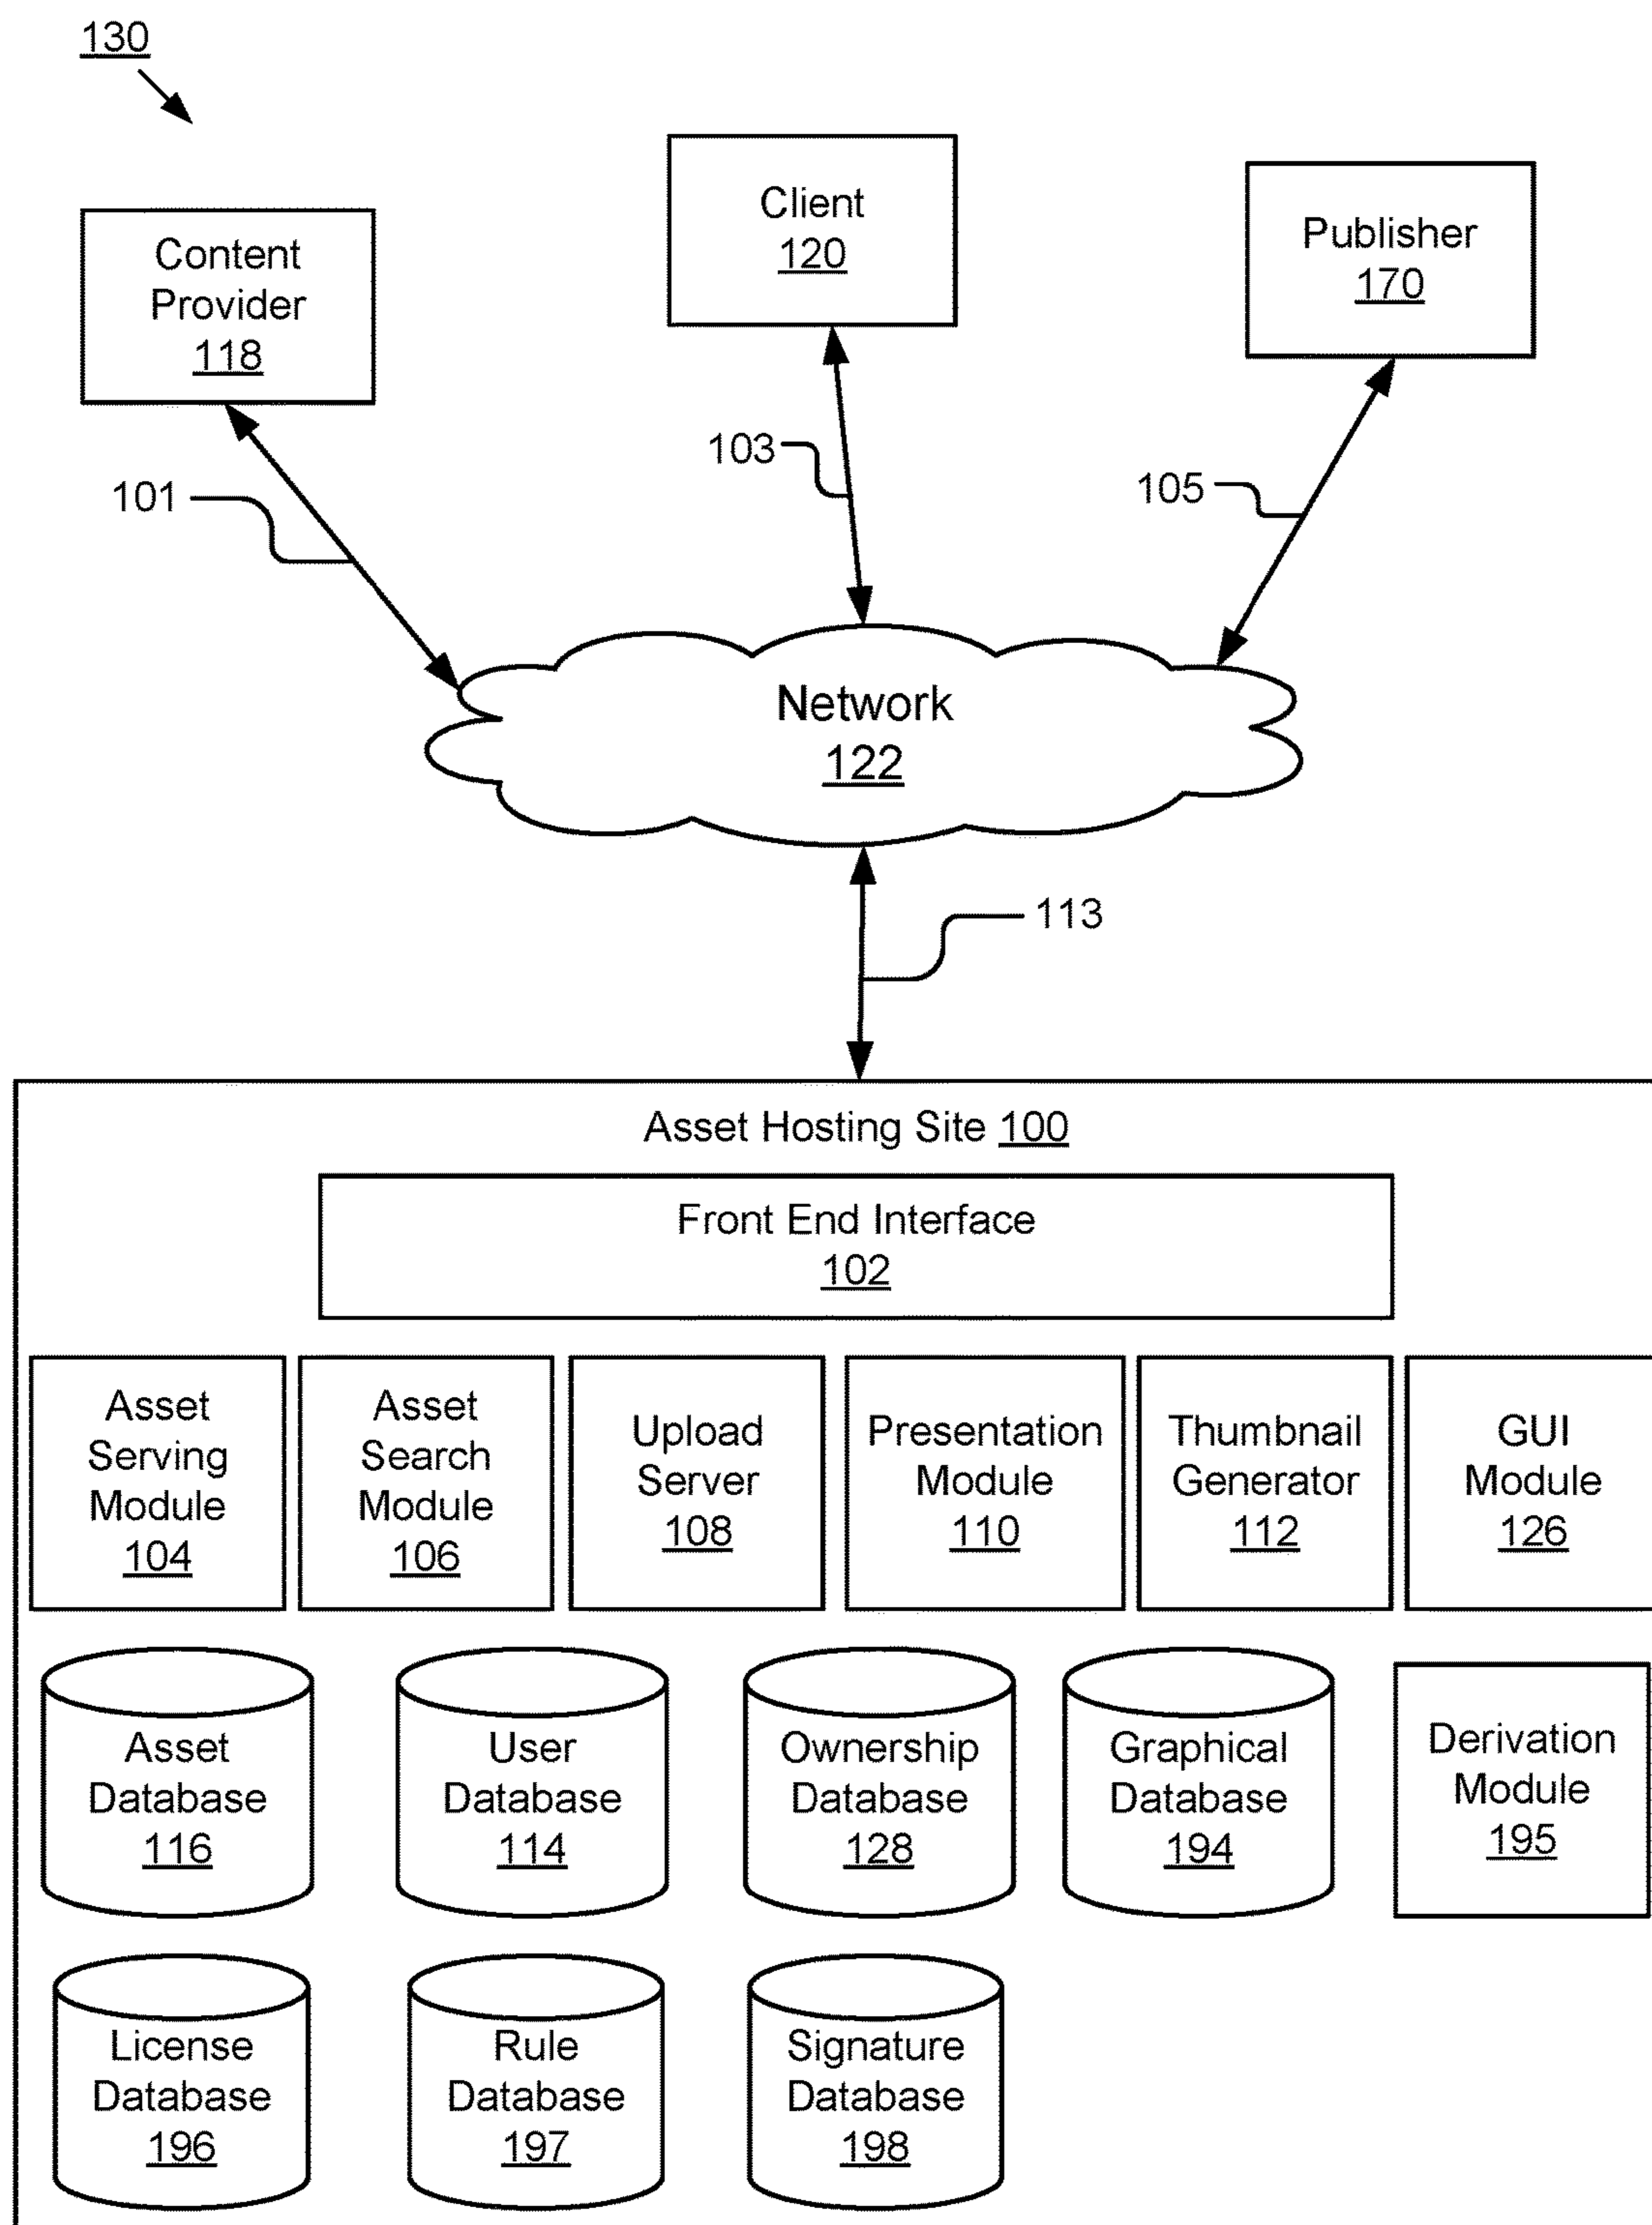 130
Content
Provider
118
Client
120
Publisher
170
101
103
105
Network
122
113
Asset Hosting Site 100
Front End Interface
102
Asset
Serving
Module
104
Asset
Search
Module
106
Upload
Server
108
Presentation
Module
110
Thumbnail
Generator
112
GUI
Module
126
Asset
Database
116
User
Database
114
Ownership
Database
128
Graphical
Database
194
Derivation
Module
195
License
Database
196
Rule
Database
197
Signature
Database
198